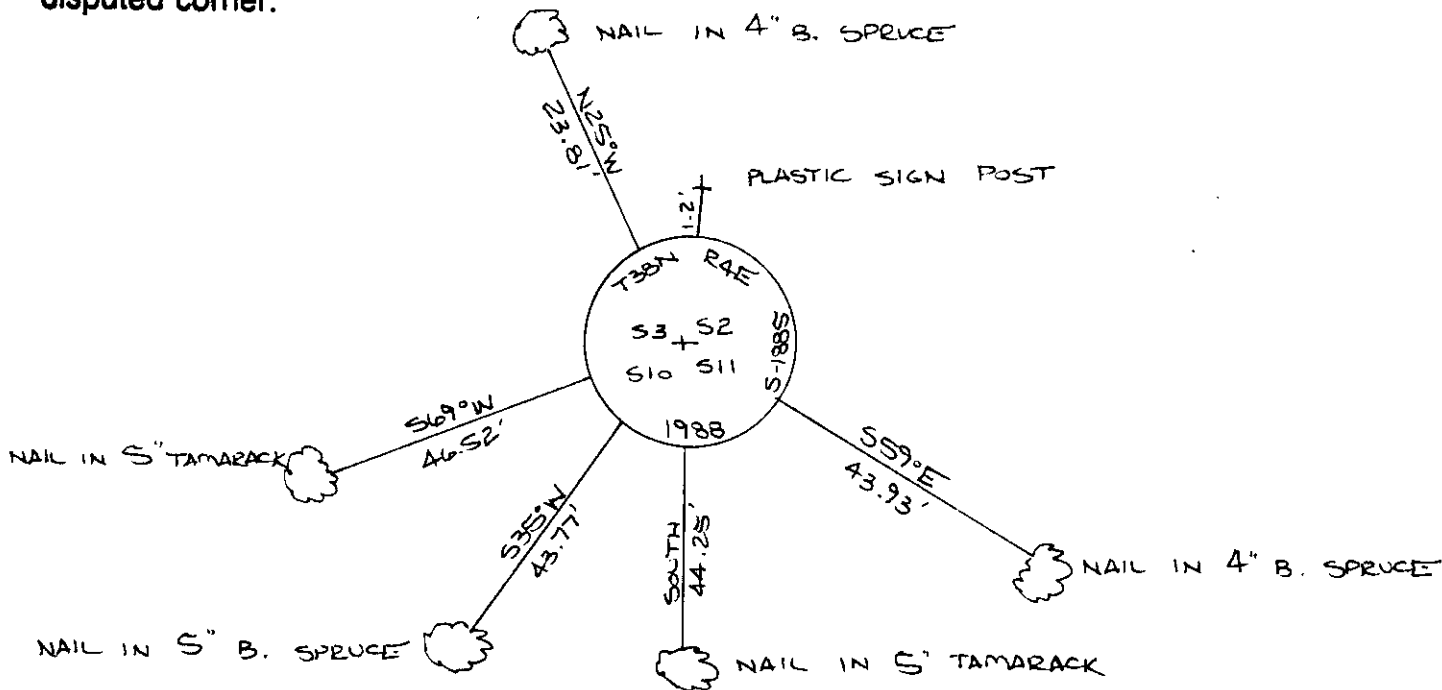 disputed corner.
NAIL IN 4" B. SPRUCE
N25°W
23.81'
PLASTIC SIGN POST
1.2'
T38N R4E
S3 S2
S10 S11
S-1885
1988
S69°W
46.52'
NAIL IN 5" TAMARACK
S59°E
43.93'
S35°W
43.77'
SOUTH
44.25'
NAIL IN 4" B. SPRUCE
NAIL IN 5" B. SPRUCE
NAIL IN 5" TAMARACK